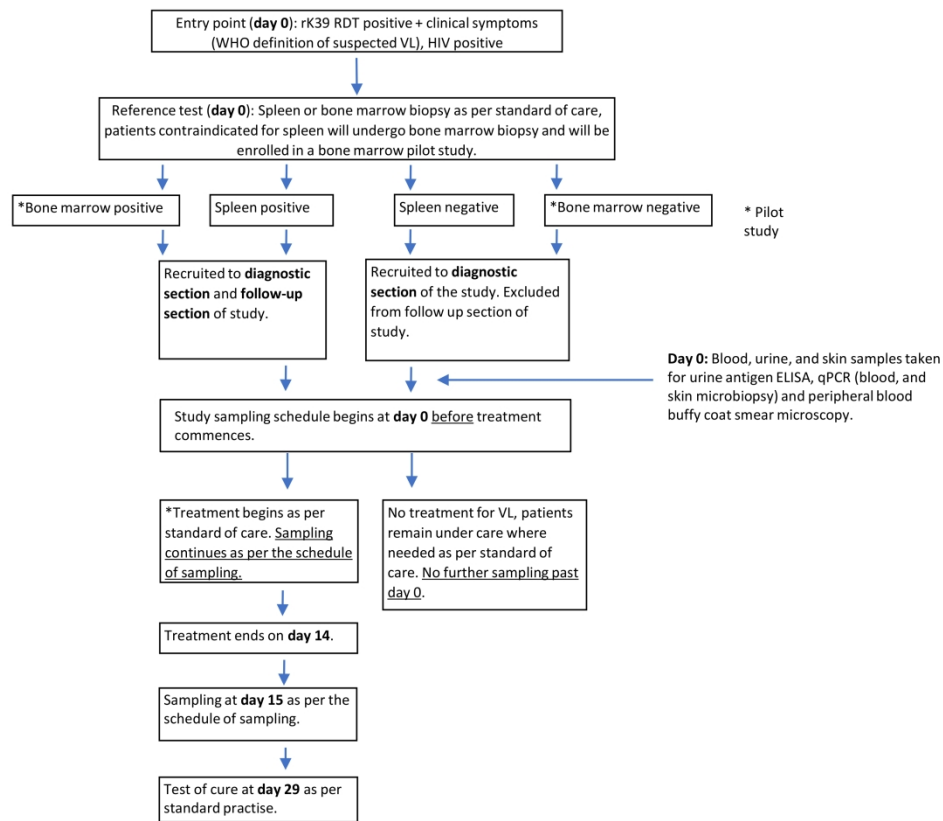 Entry point (day 0): rK39 RDT positive + clinical symptoms
(WHO definition of suspected VL), HIV positive
Reference test (day 0): Spleen or bone marrow biopsy as per standard of care,
patients contraindicated for spleen will undergo bone marrow biopsy and will be
enrolled in a bone marrow pilot study.
*Bone marrow positive
Spleen positive
Spleen negative
*Bone marrow negative
* Pilot
study
Recruited to diagnostic
section and follow-up
section of study.
Recruited to diagnostic
section of the study. Excluded
from follow up section of
study.
Day 0: Blood, urine, and skin samples taken
for urine antigen ELISA, qPCR (blood, and
skin microbiopsy) and peripheral blood
buffy coat smear microscopy.
Study sampling schedule begins at day 0 before treatment
commences.
*Treatment begins as per
standard of care. Sampling
continues as per the schedule
of sampling.
No treatment for VL, patients
remain under care where
needed as per standard of
care. No further sampling past
day 0.
Treatment ends on day 14.
Sampling at day 15 as per the
schedule of sampling.
Test of cure at day 29 as per
standard practise.